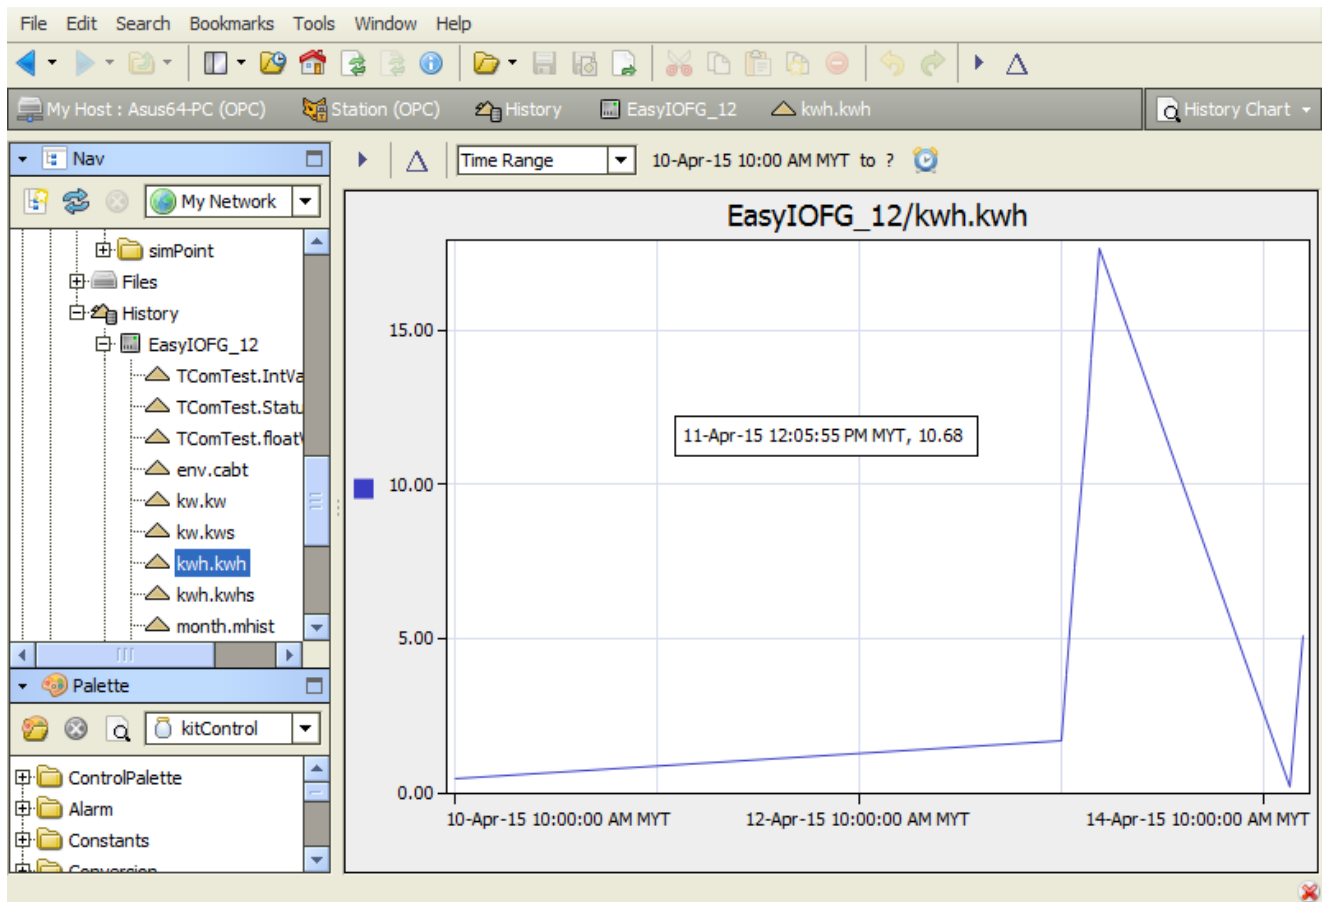 File Edit Search Bookmarks Tools Window Help
My Host : Asus64-PC (OPC) Station (OPC) History EasyIOFG_12 kwh.kwh History Chart
Nav
Time Range 10-Apr-15 10:00 AM MYT to ?
My Network
EasyIOFG_12/kwh.kwh
simPoint
Files
History
EasyIOFG_12
TComTest.IntVa
TComTest.Statu
TComTest.float
env.cabt
kw.kw
kw.kws
kwh.kwh
kwh.kwhs
month.mhist
15.00
11-Apr-15 12:05:55 PM MYT, 10.68
10.00
5.00
0.00
10-Apr-15 10:00:00 AM MYT 12-Apr-15 10:00:00 AM MYT 14-Apr-15 10:00:00 AM MYT
Palette
kitControl
ControlPalette
Alarm
Constants